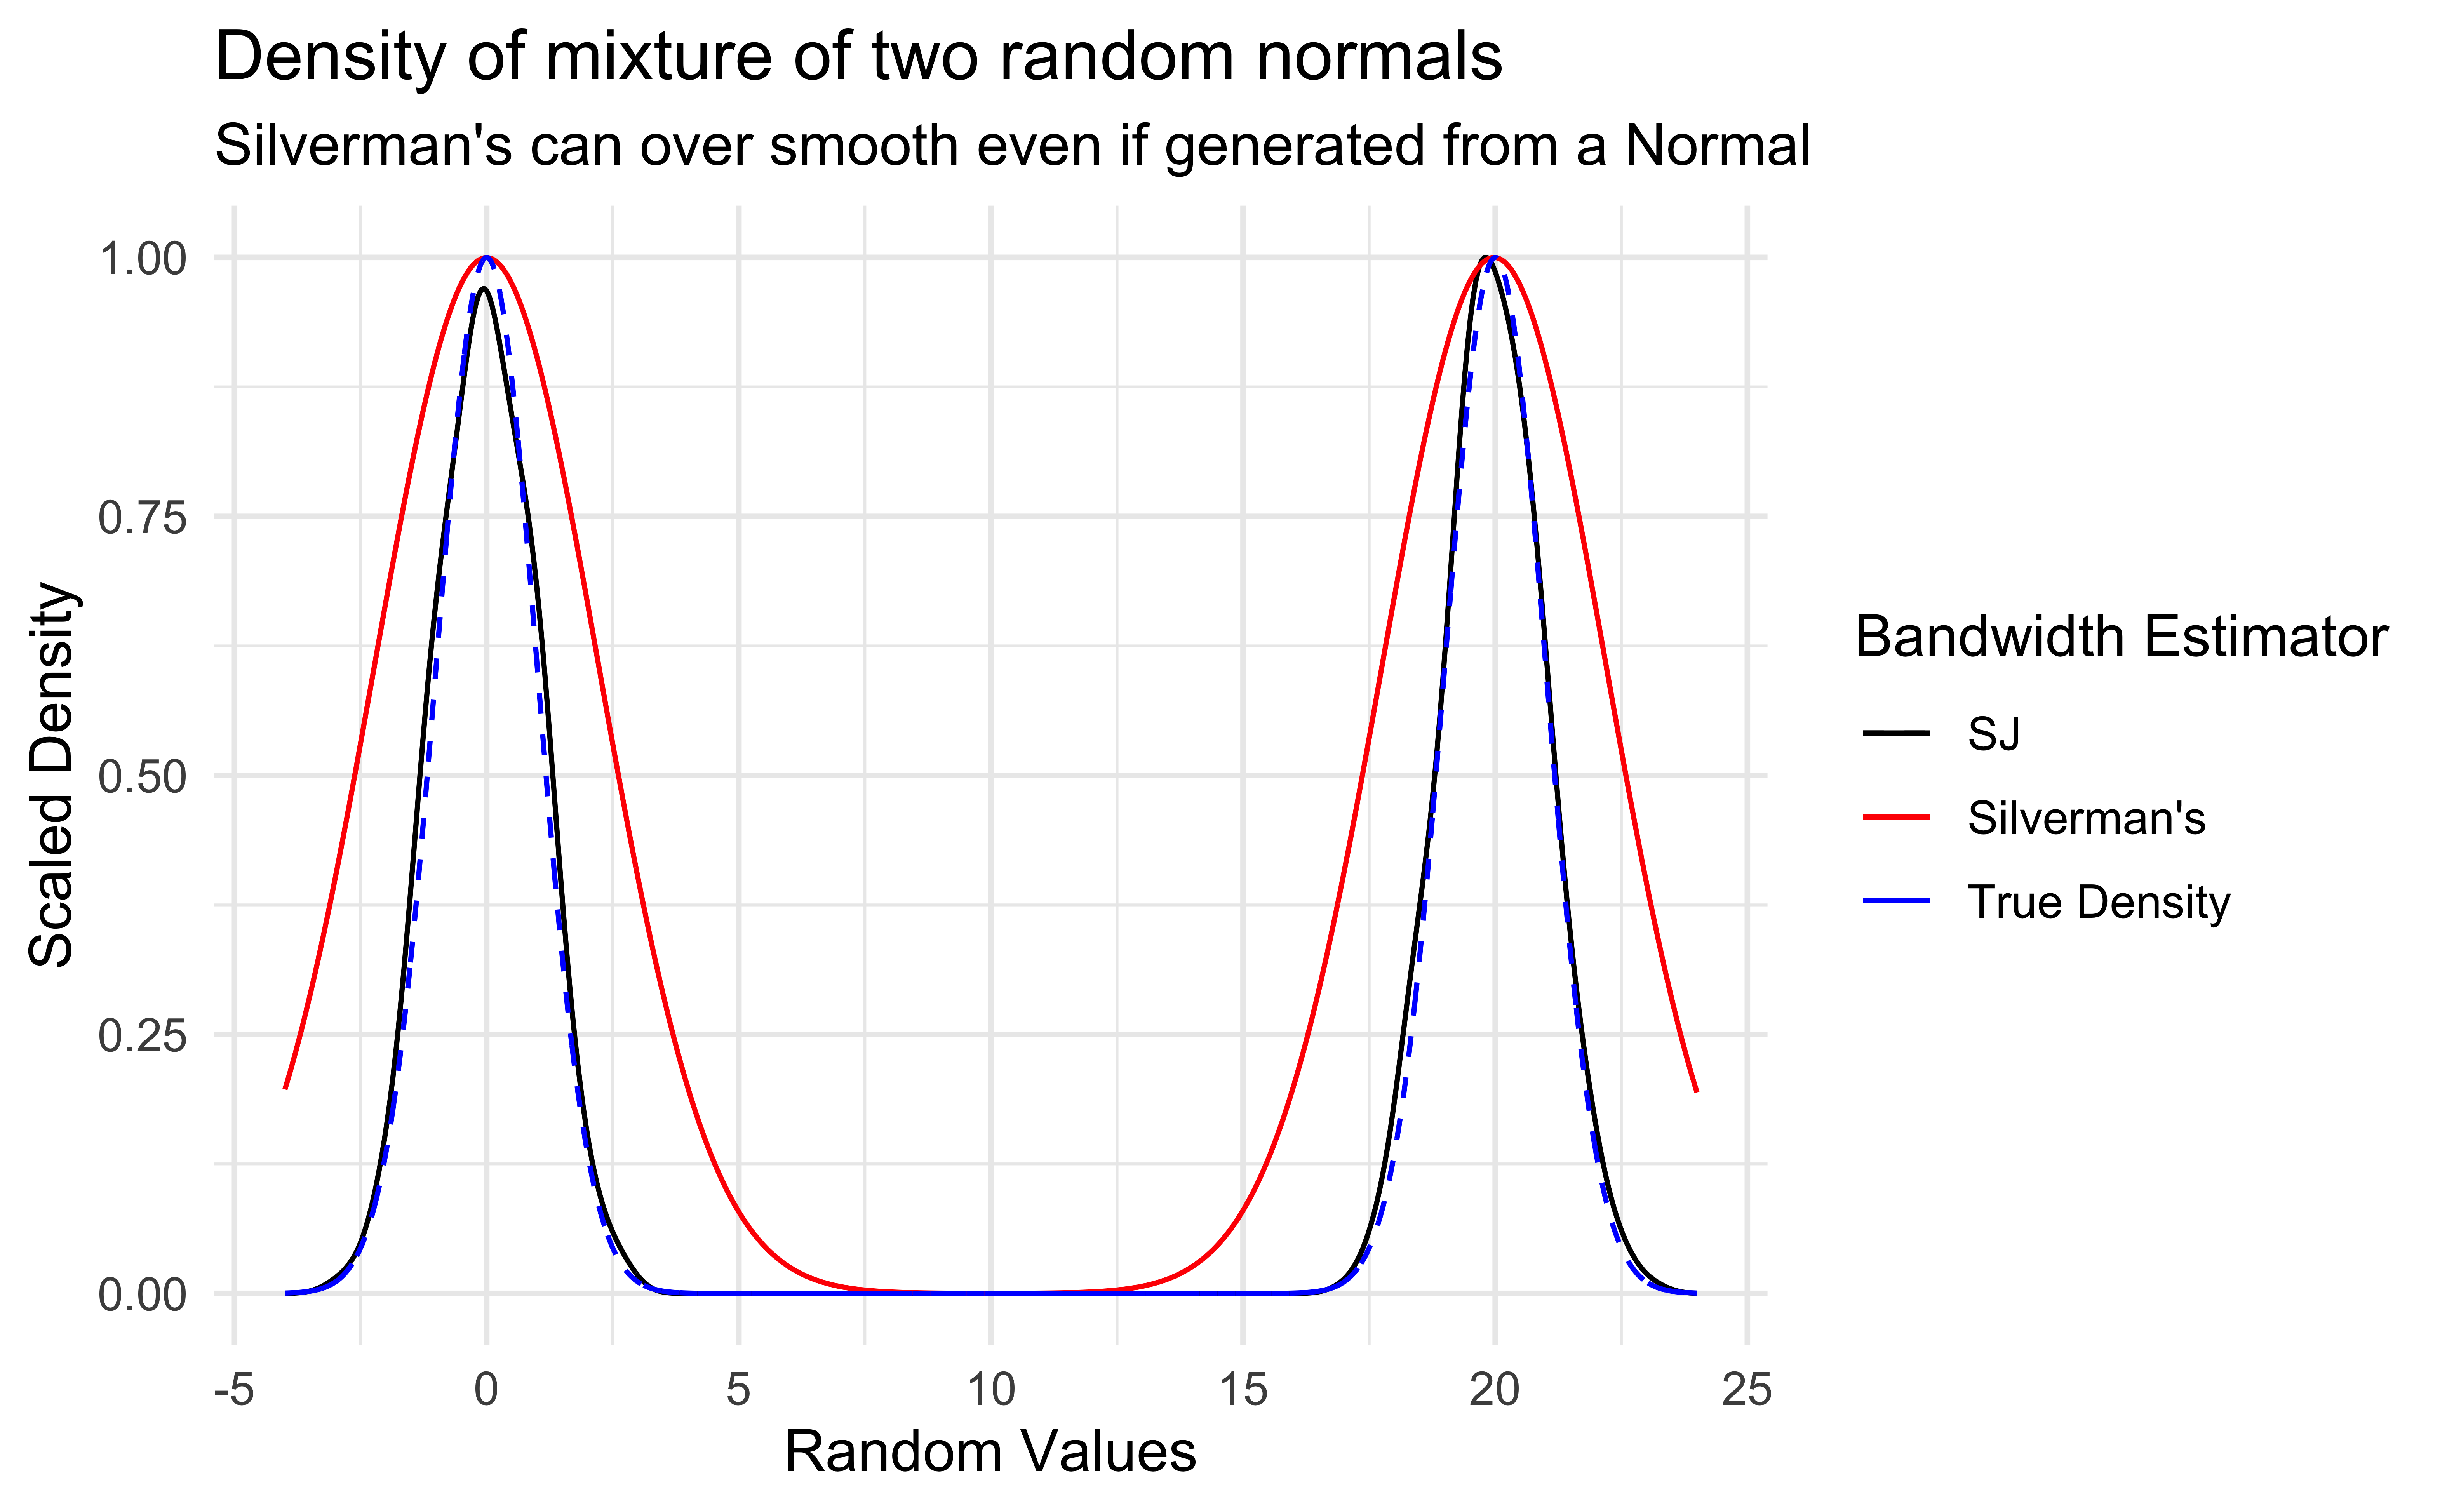 Density of mixture of two random normals
Silverman's can over smooth even if generated from a Normal
1.00
0.75
0.50
0.25
0.00
Scaled Density
-5 0 5 10 15 20 25
Random Values
Bandwidth Estimator
SJ
Silverman's
True Density